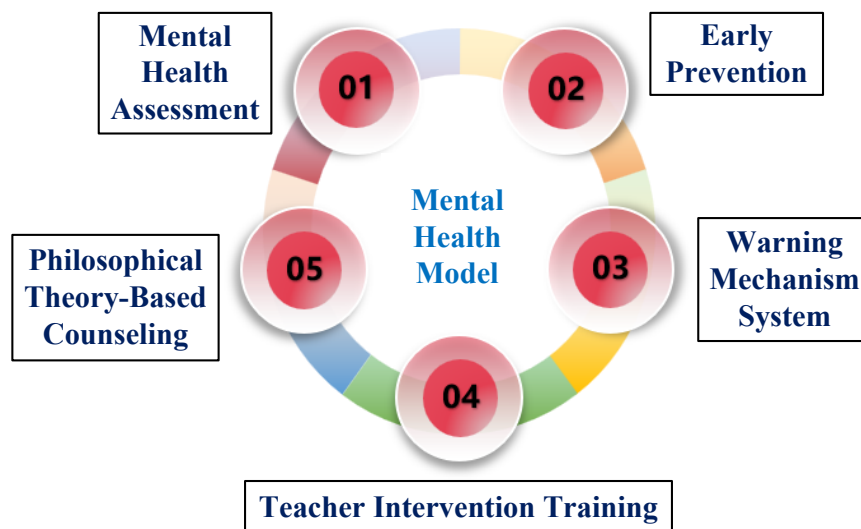 Mental
Health
Assessment
01
02
Early
Prevention
Mental
Health
Model
Philosophical
Theory-Based
Counseling
05
03
Warning
Mechanism
System
04
Teacher Intervention Training